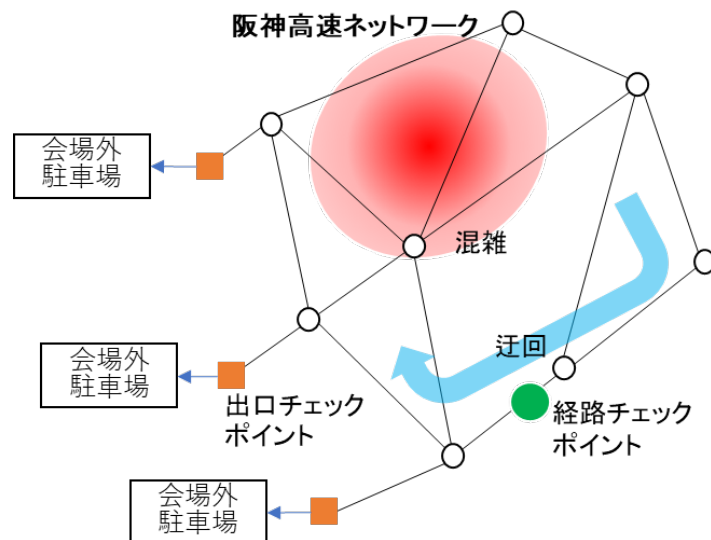 阪神高速ネットワーク
会場外
駐車場
混雑
迂回
会場外
駐車場
出口チェック
ポイント
経路チェック
ポイント
会場外
駐車場